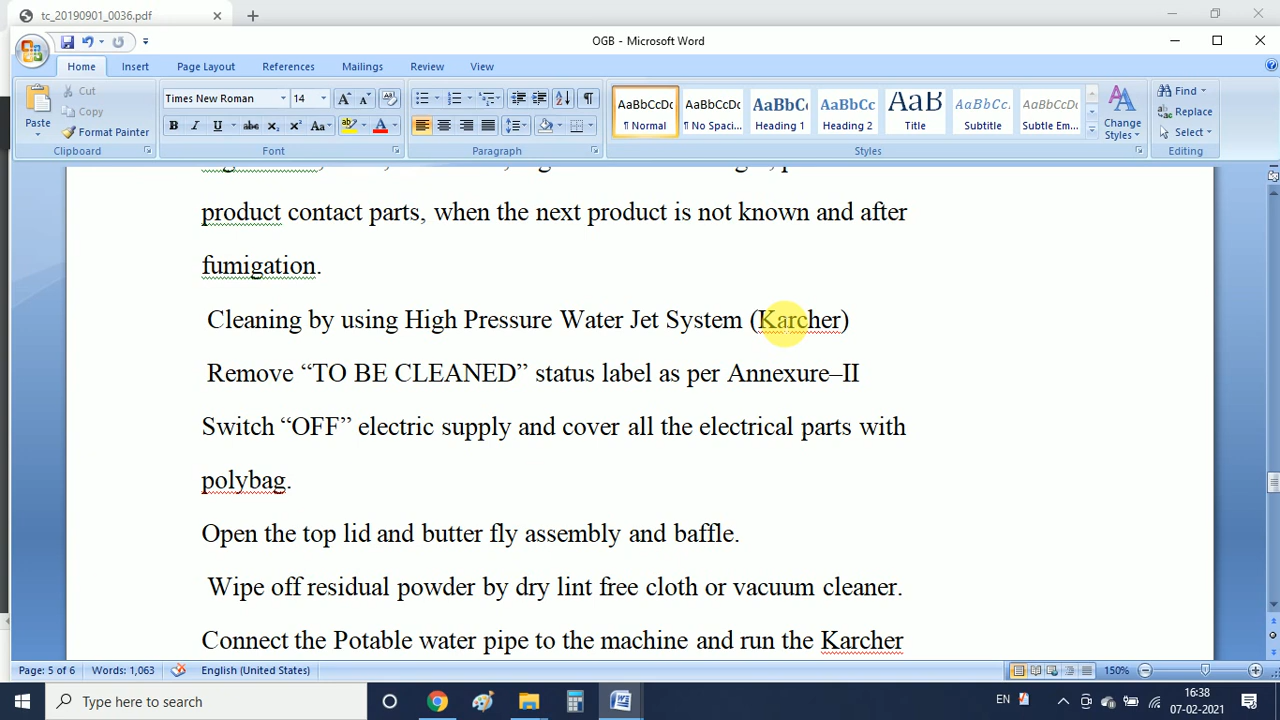 tc_20190901_0036.pdf
OGB - Microsoft Word
Home Insert Page Layout References Mailings Review View
Paste
Cut
Copy
Format Painter
Clipboard
Times New Roman 14
Font
Paragraph
AaBbCcDc AaBbCcDc AaBbC AaBbCc AaB AaBbCc. AaBbCcDc
¶ Normal ¶ No Spaci... Heading 1 Heading 2 Title Subtitle Subtle Em...
Change Styles
Styles
Find
Replace
Select
Editing
product contact parts, when the next product is not known and after
fumigation.
Cleaning by using High Pressure Water Jet System (Karcher)
Remove “TO BE CLEANED” status label as per Annexure–II
Switch “OFF” electric supply and cover all the electrical parts with
polybag.
Open the top lid and butter fly assembly and baffle.
Wipe off residual powder by dry lint free cloth or vacuum cleaner.
Connect the Potable water pipe to the machine and run the Karcher
Page: 5 of 6 Words: 1,063 English (United States) 150%
Type here to search
EN
16:38
07-02-2021